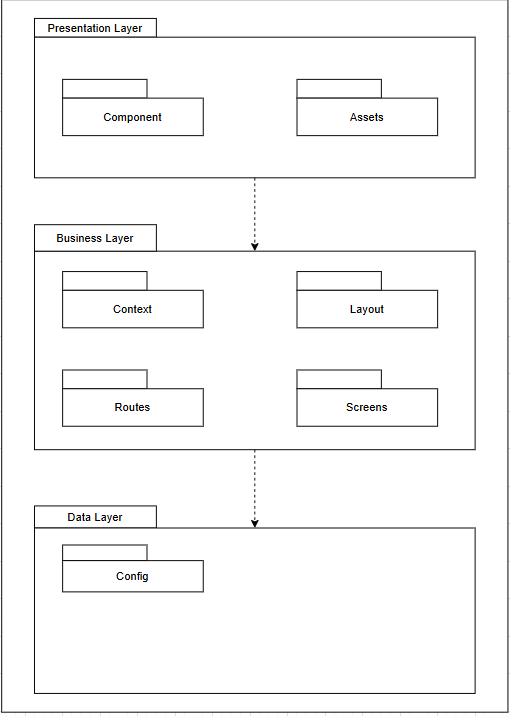 Presentation Layer
Component
Assets
Business Layer
Context
Layout
Routes
Screens
Data Layer
Config